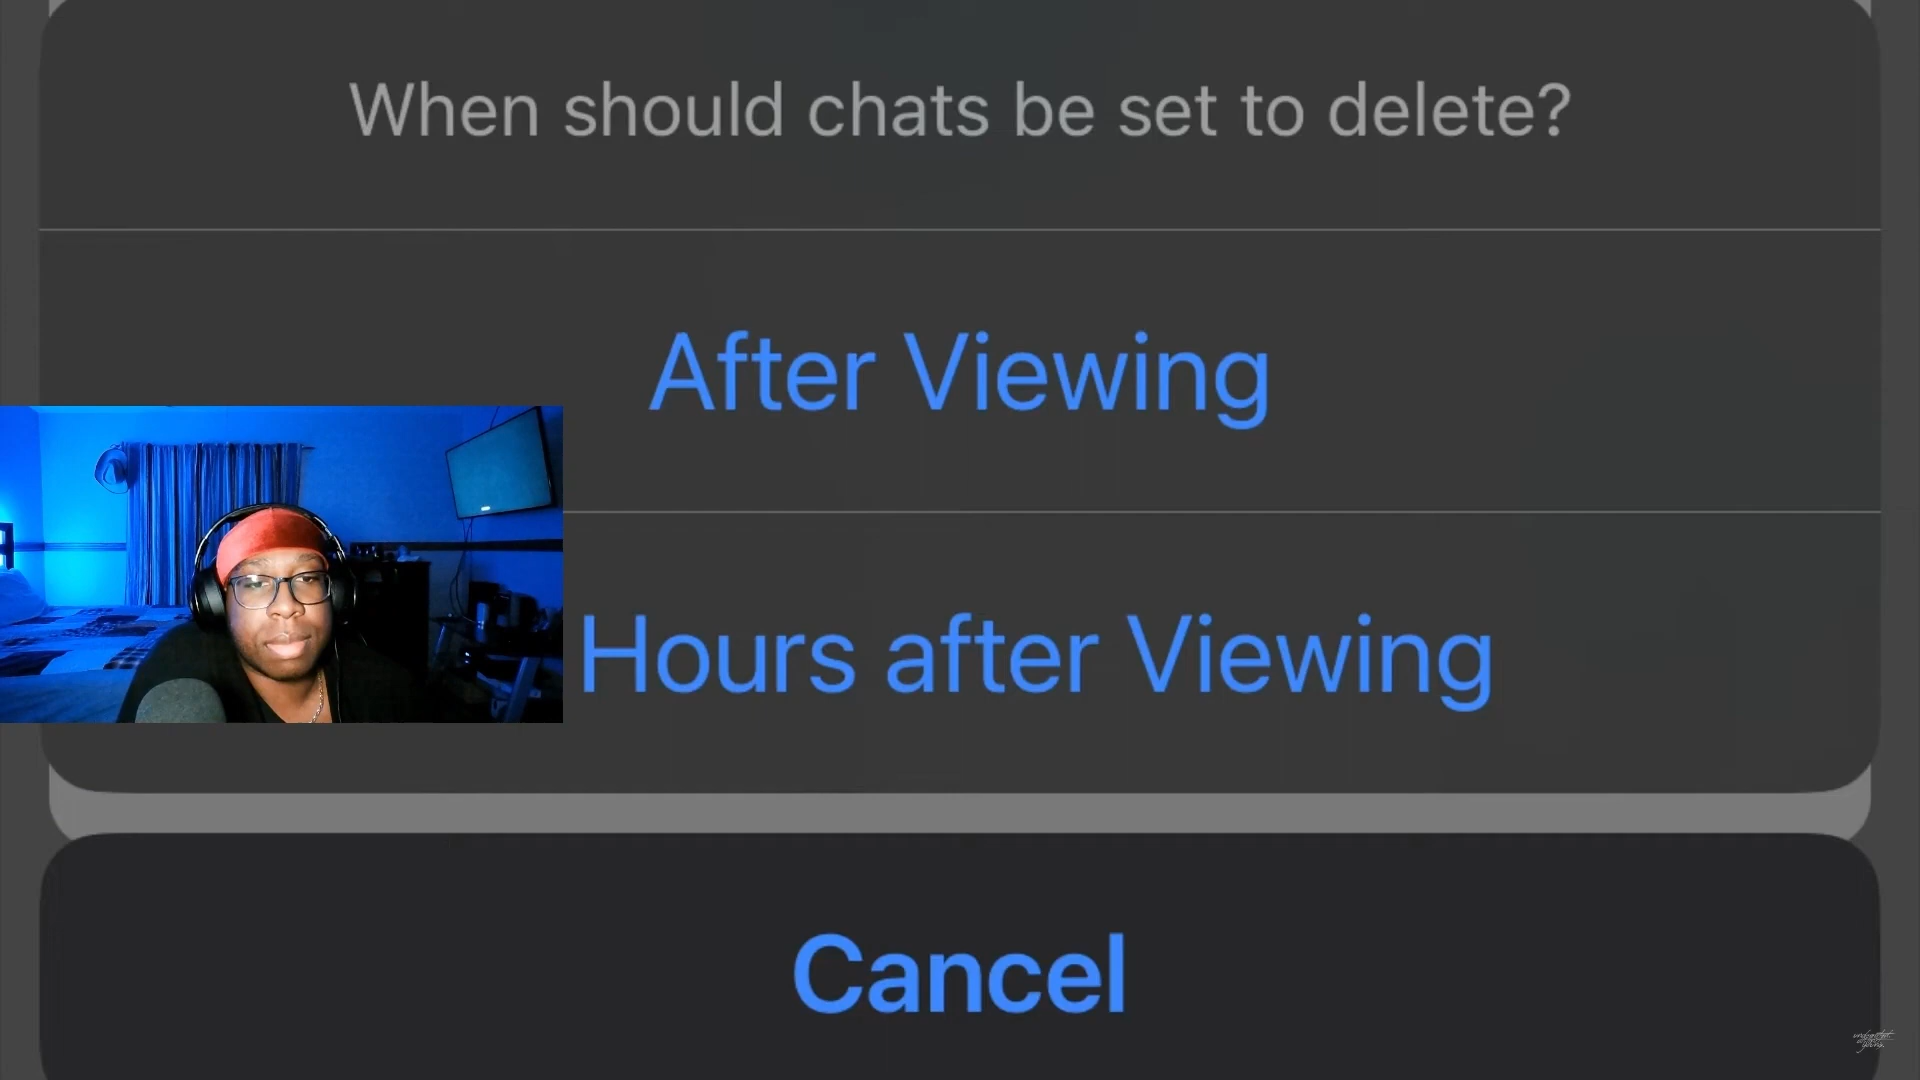 When should chats be set to delete?
After Viewing
Hours after Viewing
Cancel